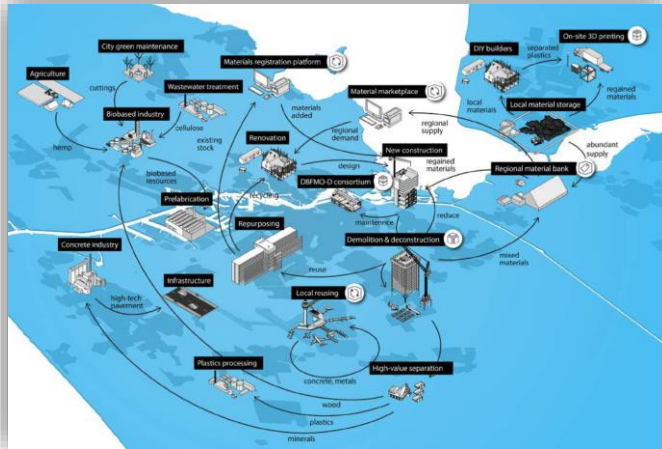 City green maintenance
Materials registration platform
DIY builders
separated
plastics
On-site 3D printing
Agriculture
cuttings
Wastewater treatment
materials
added
Material marketplace
local
materials
Local material storage
regained
materials
Biobased industry
cellulose
existing
stock
Renovation
regional
demand
regional
supply
New construction
abundant
supply
hemp
design
regained
materials
Regional material bank
biobased
resources
DBFMO-D consortium
recycling
Prefabrication
maintennce
reduce
Repurposing
Concrete industry
Demolition & deconstruction
mixed
materials
reuse
Infrastructure
high-tech
pavement
Local reusing
Plastics processing
concrete, metals
High-value separation
wood
plastics
minerals